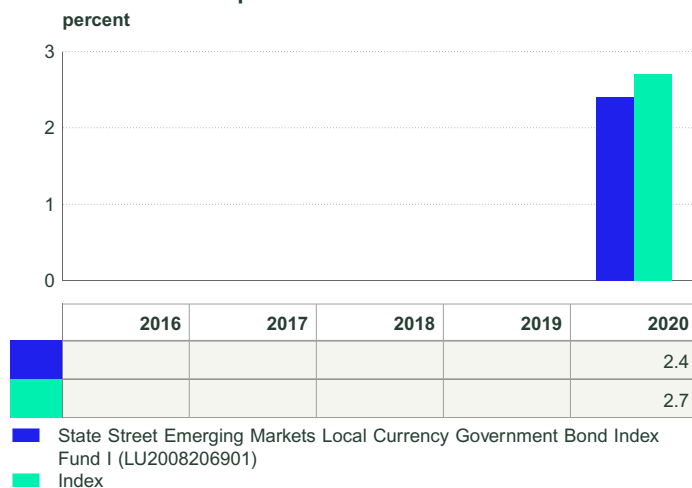 percent
3
2
1
0
2016 2017 2018 2019 2020
2.4
2.7
State Street Emerging Markets Local Currency Government Bond Index
Fund I (LU2008206901)
Index